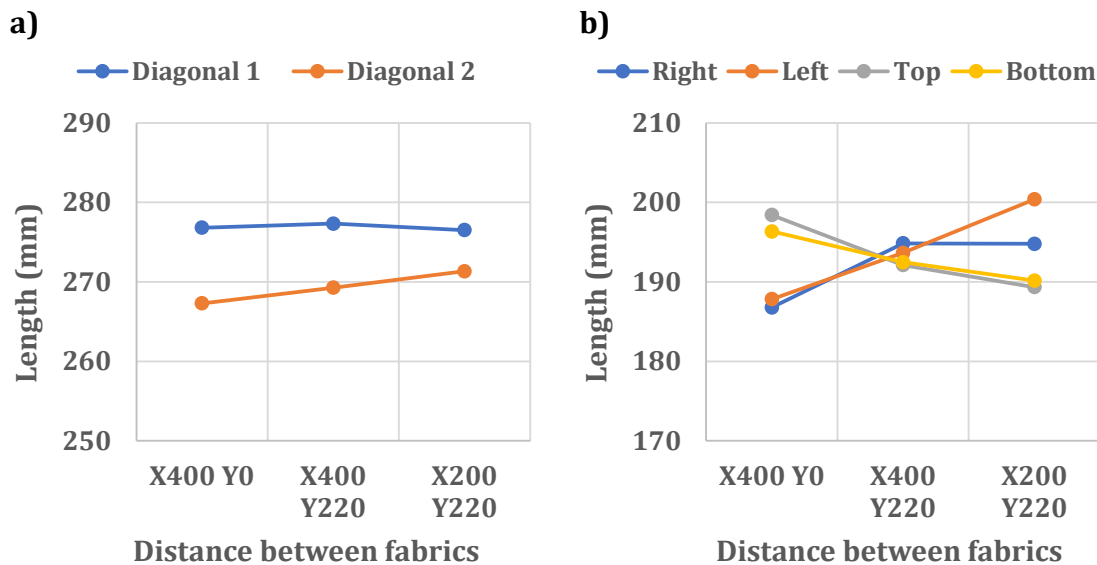 a)
Diagonal 1 Diagonal 2
290
280
270
260
250
Length (mm)
X400 Y0 X400 Y220 X200 Y220
Distance between fabrics
b)
Right Left Top Bottom
210
200
190
180
170
Length (mm)
X400 Y0 X400 Y220 X200 Y220
Distance between fabrics